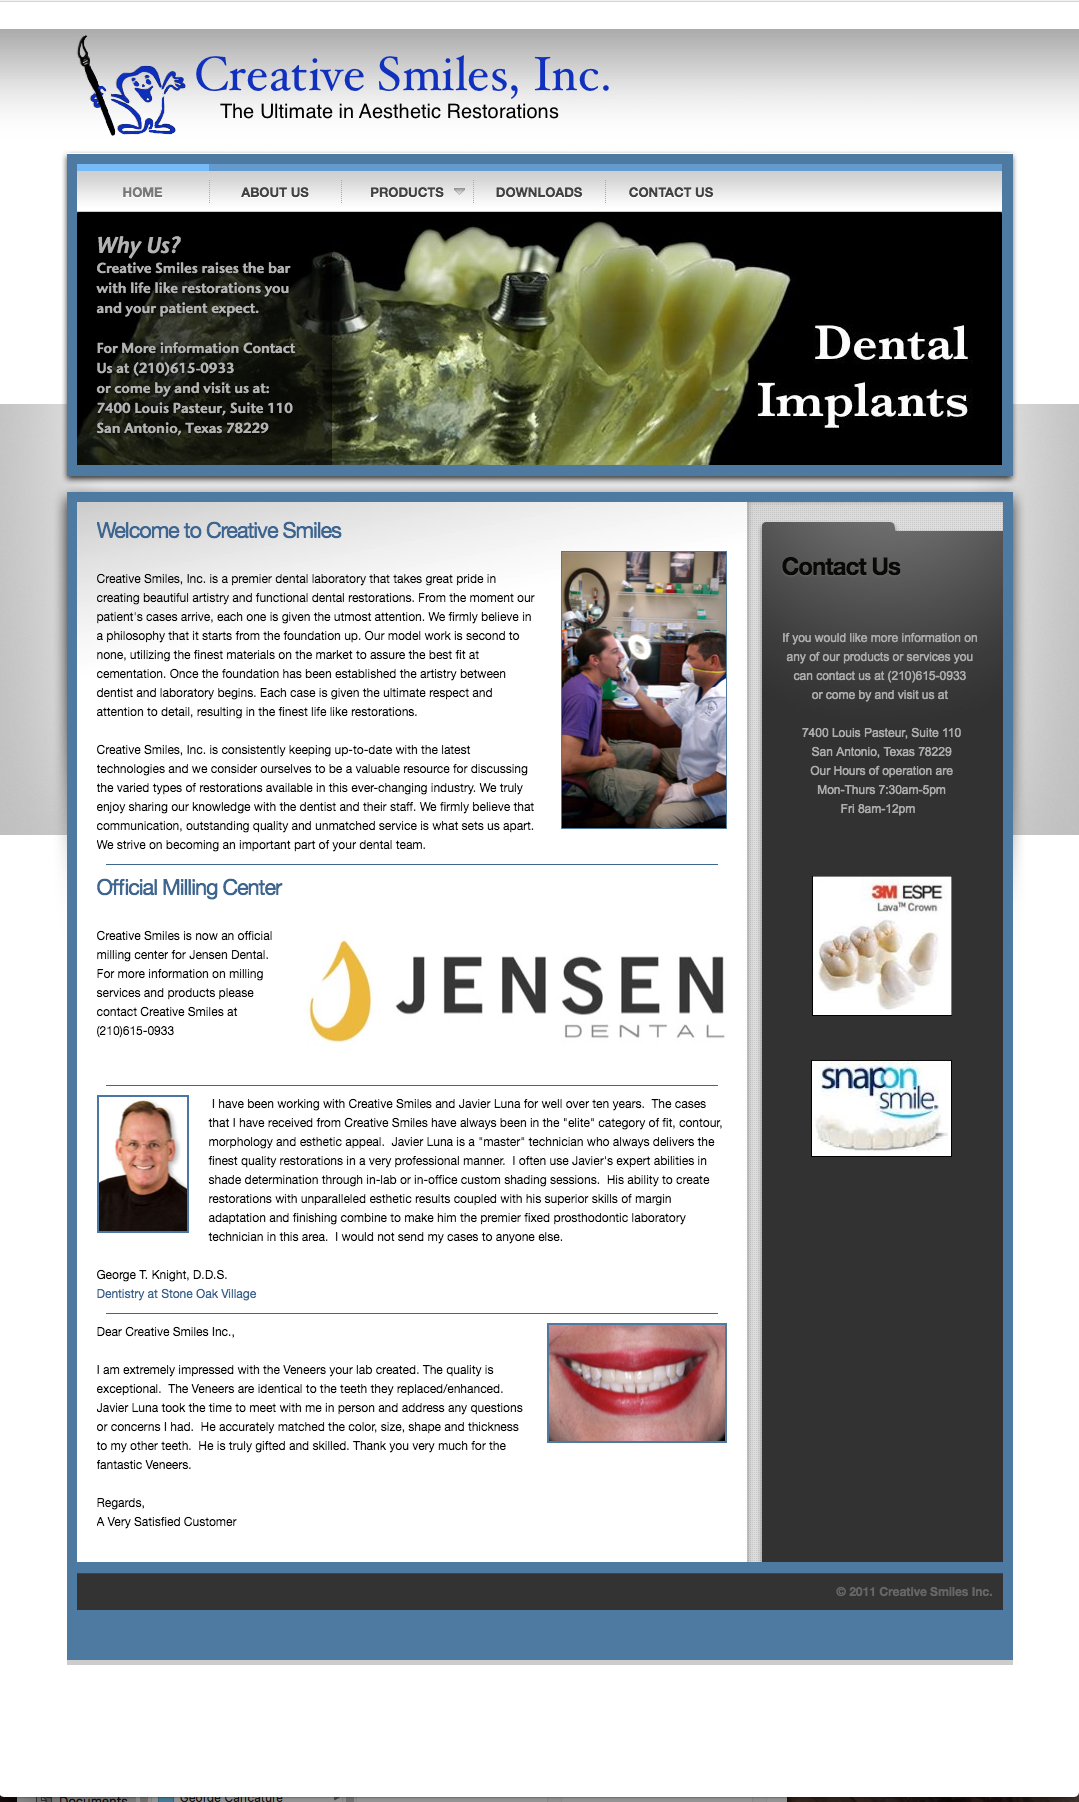 Creative Smiles, Inc.
The Ultimate in Aesthetic Restorations
HOME
ABOUT US
PRODUCTS
DOWNLOADS
CONTACT US
Why Us?
Creative Smiles raises the bar
with life like restorations you
and your patient expect.
For More information Contact
Us at (210)615-0933
or come by and visit us at:
7400 Louis Pasteur, Suite 110
San Antonio, Texas 78229
Dental
Implants
Welcome to Creative Smiles
Creative Smiles, Inc. is a premier dental laboratory that takes great pride in
creating beautiful artistry and functional dental restorations. From the moment our
patient's cases arrive, each one is given the utmost attention. We firmly believe in
a philosophy that it starts from the foundation up. Our model work is second to
none, utilizing the finest materials on the market to assure the best fit at
cementation. Once the foundation has been established the artistry between
dentist and laboratory begins. Each case is given the ultimate respect and
attention to detail, resulting in the finest life like restorations.
Creative Smiles, Inc. is consistently keeping up-to-date with the latest
technologies and we consider ourselves to be a valuable resource for discussing
the varied types of restorations available in this ever-changing industry. We truly
enjoy sharing our knowledge with the dentist and their staff. We firmly believe that
communication, outstanding quality and unmatched service is what sets us apart.
We strive on becoming an important part of your dental team.
Official Milling Center
Creative Smiles is now an official
milling center for Jensen Dental.
For more information on milling
services and products please
contact Creative Smiles at
(210)615-0933
JENSEN
DENTAL
I have been working with Creative Smiles and Javier Luna for well over ten years. The cases
that I have received from Creative Smiles have always been in the "elite" category of fit, contour,
morphology and esthetic appeal. Javier Luna is a "master" technician who always delivers the
finest quality restorations in a very professional manner. I often use Javier's expert abilities in
shade determination through in-lab or in-office custom shading sessions. His ability to create
restorations with unparalleled esthetic results coupled with his superior skills of margin
adaptation and finishing combine to make him the premier fixed prosthodontic laboratory
technician in this area. I would not send my cases to anyone else.
George T. Knight, D.D.S.
Dentistry at Stone Oak Village
Dear Creative Smiles Inc.,
I am extremely impressed with the Veneers your lab created. The quality is
exceptional. The Veneers are identical to the teeth they replaced/enhanced.
Javier Luna took the time to meet with me in person and address any questions
or concerns I had. He accurately matched the color, size, shape and thickness
to my other teeth. He is truly gifted and skilled. Thank you very much for the
fantastic Veneers.
Regards,
A Very Satisfied Customer
Contact Us
If you would like more information on
any of our products or services you
can contact us at (210)615-0933
or come by and visit us at
7400 Louis Pasteur, Suite 110
San Antonio, Texas 78229
Our Hours of operation are
Mon-Thurs 7:30am-5pm
Fri 8am-12pm
3M ESPE
Lava™ Crown
snapon
smile®
© 2011 Creative Smiles Inc.
Documents
George Caricature